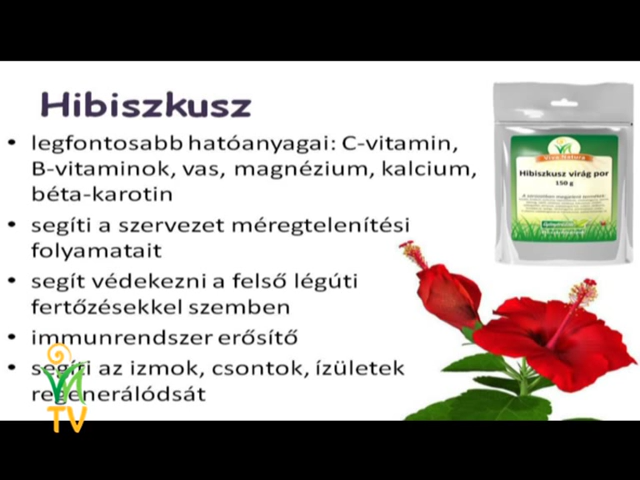 Hibiszkusz
• legfontosabb hatóanyagai: C-vitamin,
B-vitaminok, vas, magnézium, kalcium,
béta-karotin
• segíti a szervezet méregtelenítési
folyamatait
• segít védekezni a felső légúti
fertőzésekkel szemben
• immunrendszer erősítő
• segíti az izmok, csontok, ízületek
regenerálódsát
Viva Natura
Hibiszkusz virág por
150 g
TV